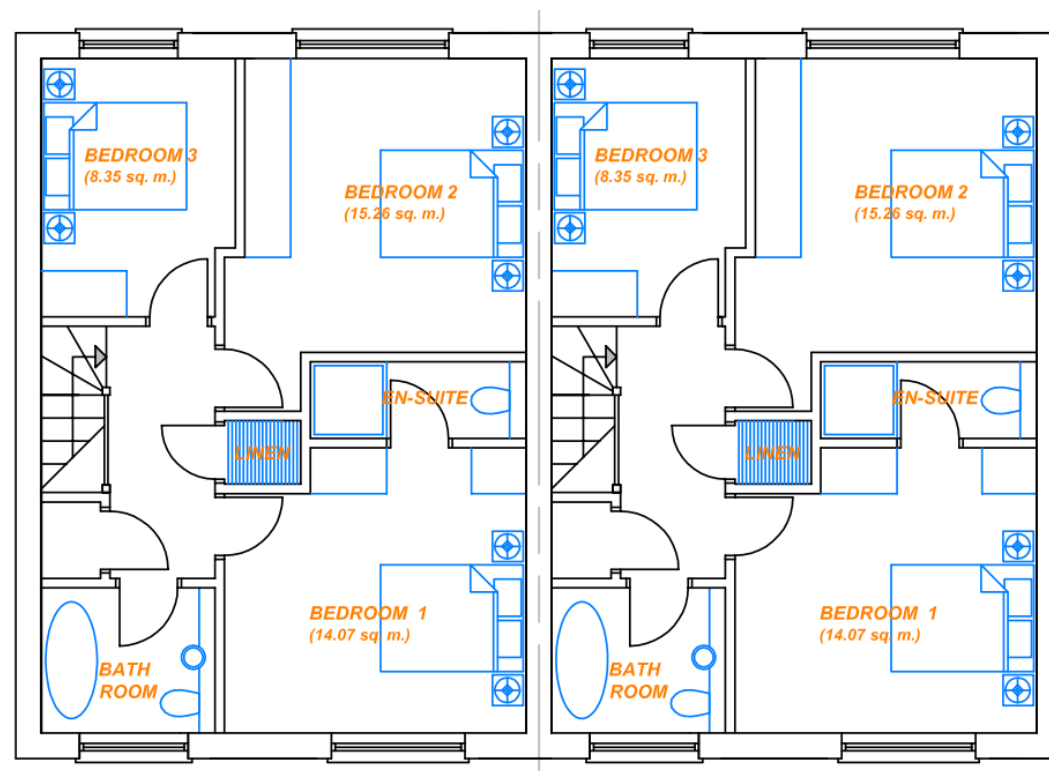 BEDROOM 3
(8.35 sq. m.)
BEDROOM 2
(15.26 sq. m.)
EN-SUITE
LINEN
BEDROOM 1
(14.07 sq. m.)
BATH
ROOM
BEDROOM 3
(8.35 sq. m.)
BEDROOM 2
(15.26 sq. m.)
EN-SUITE
LINEN
BEDROOM 1
(14.07 sq. m.)
BATH
ROOM